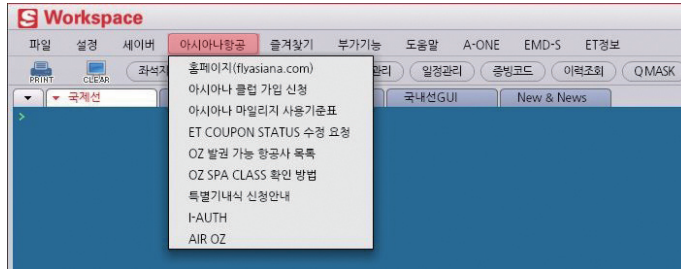 S Workspace
파일 설정 세이버 아시아나항공 즐겨찾기 부가기능 도움말 A-ONE EMD-S ET정보
PRINT CLEAR 좌석지 관리 일정관리 증빙코드 이력조회 QMASK
국제선 국내선GUI New & News
>
홈페이지(flyasiana.com)
아시아나 클럽 가입 신청
아시아나 마일리지 사용기준표
ET COUPON STATUS 수정 요청
OZ 발권 가능 항공사 목록
OZ SPA CLASS 확인 방법
특별기내식 신청안내
I-AUTH
AIR OZ